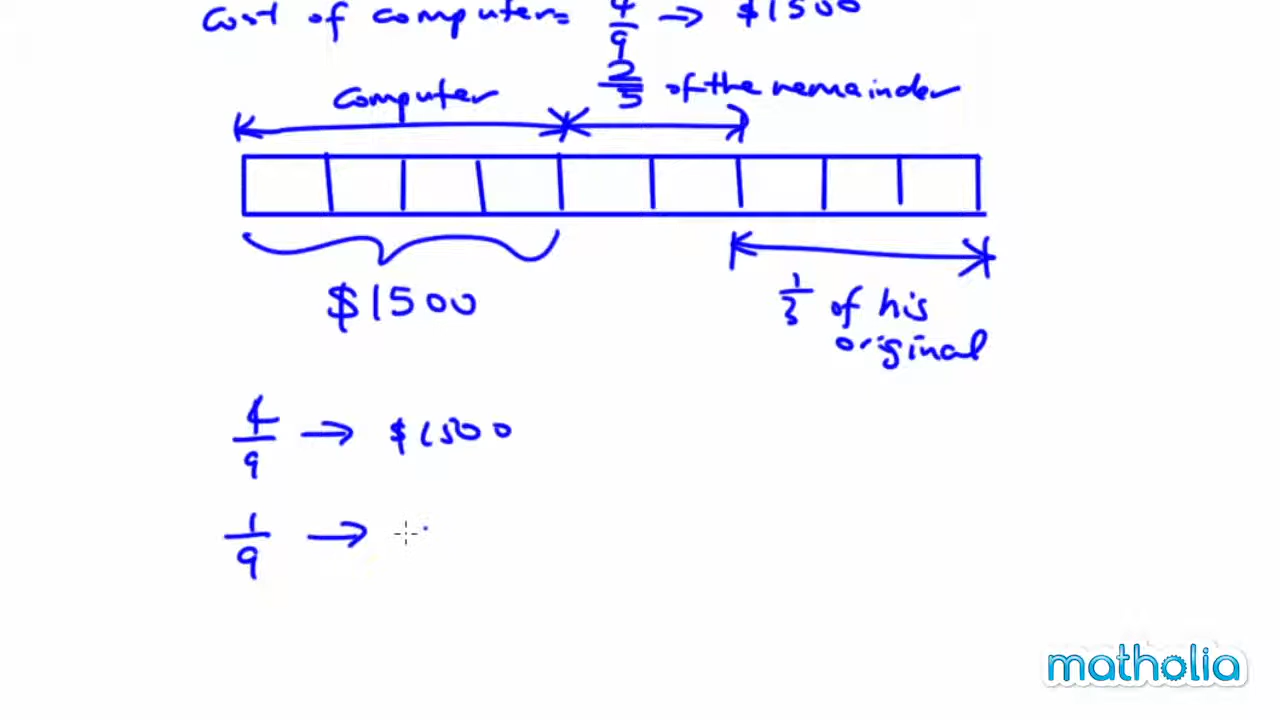 Cost of computer = 4/9 → $1500
2/5 of the remainder
computer
$1500
1/3 of his
original
4/9 → $1500
1/9 →
matholia